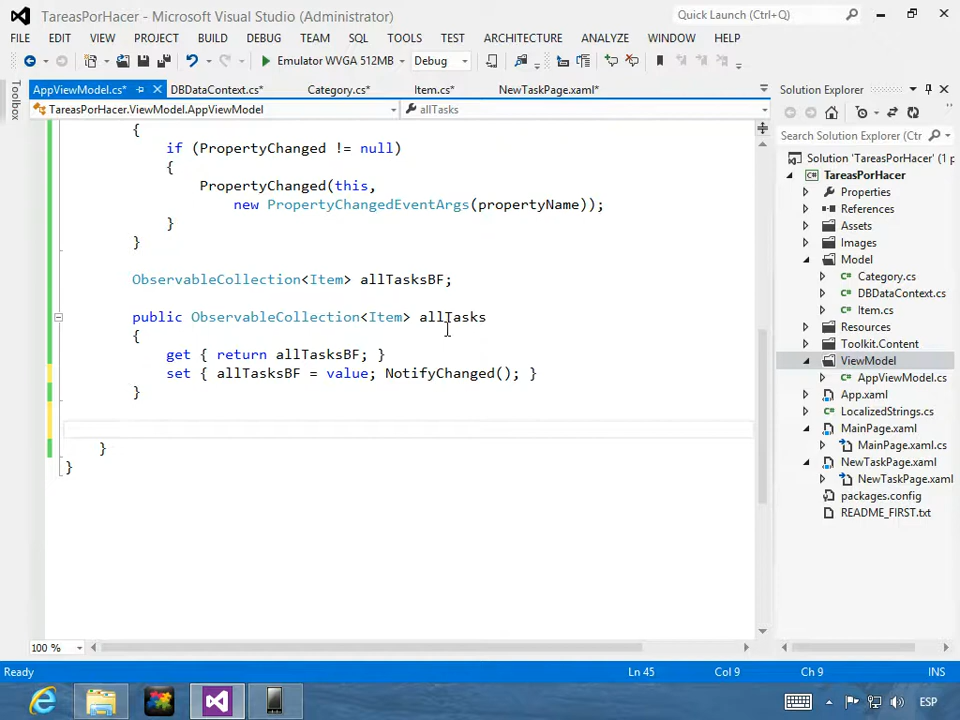 TareasPorHacer - Microsoft Visual Studio (Administrator)
Quick Launch (Ctrl+Q)
FILE EDIT VIEW PROJECT BUILD DEBUG TEAM SQL TOOLS TEST ARCHITECTURE ANALYZE WINDOW HELP
Emulator WVGA 512MB Debug
Toolbox
AppViewModel.cs* DBDataContext.cs* Category.cs* Item.cs* NewTaskPage.xaml*
TareasPorHacer.ViewModel.AppViewModel allTasks
{
if (PropertyChanged != null)
{
PropertyChanged(this,
new PropertyChangedEventArgs(propertyName));
}
}
ObservableCollection<Item> allTasksBF;
public ObservableCollection<Item> allTasks
{
get { return allTasksBF; }
set { allTasksBF = value; NotifyChanged(); }
}
}
}
100 %
Solution Explorer
Search Solution Explorer (Ctr
Solution 'TareasPorHacer' (1 p
TareasPorHacer
Properties
References
Assets
Images
Model
Category.cs
DBDataContext.cs
Item.cs
Resources
Toolkit.Content
ViewModel
AppViewModel.cs
App.xaml
LocalizedStrings.cs
MainPage.xaml
MainPage.xaml.cs
NewTaskPage.xaml
NewTaskPage.xaml
packages.config
README_FIRST.txt
Ready Ln 45 Col 9 Ch 9 INS
ESP